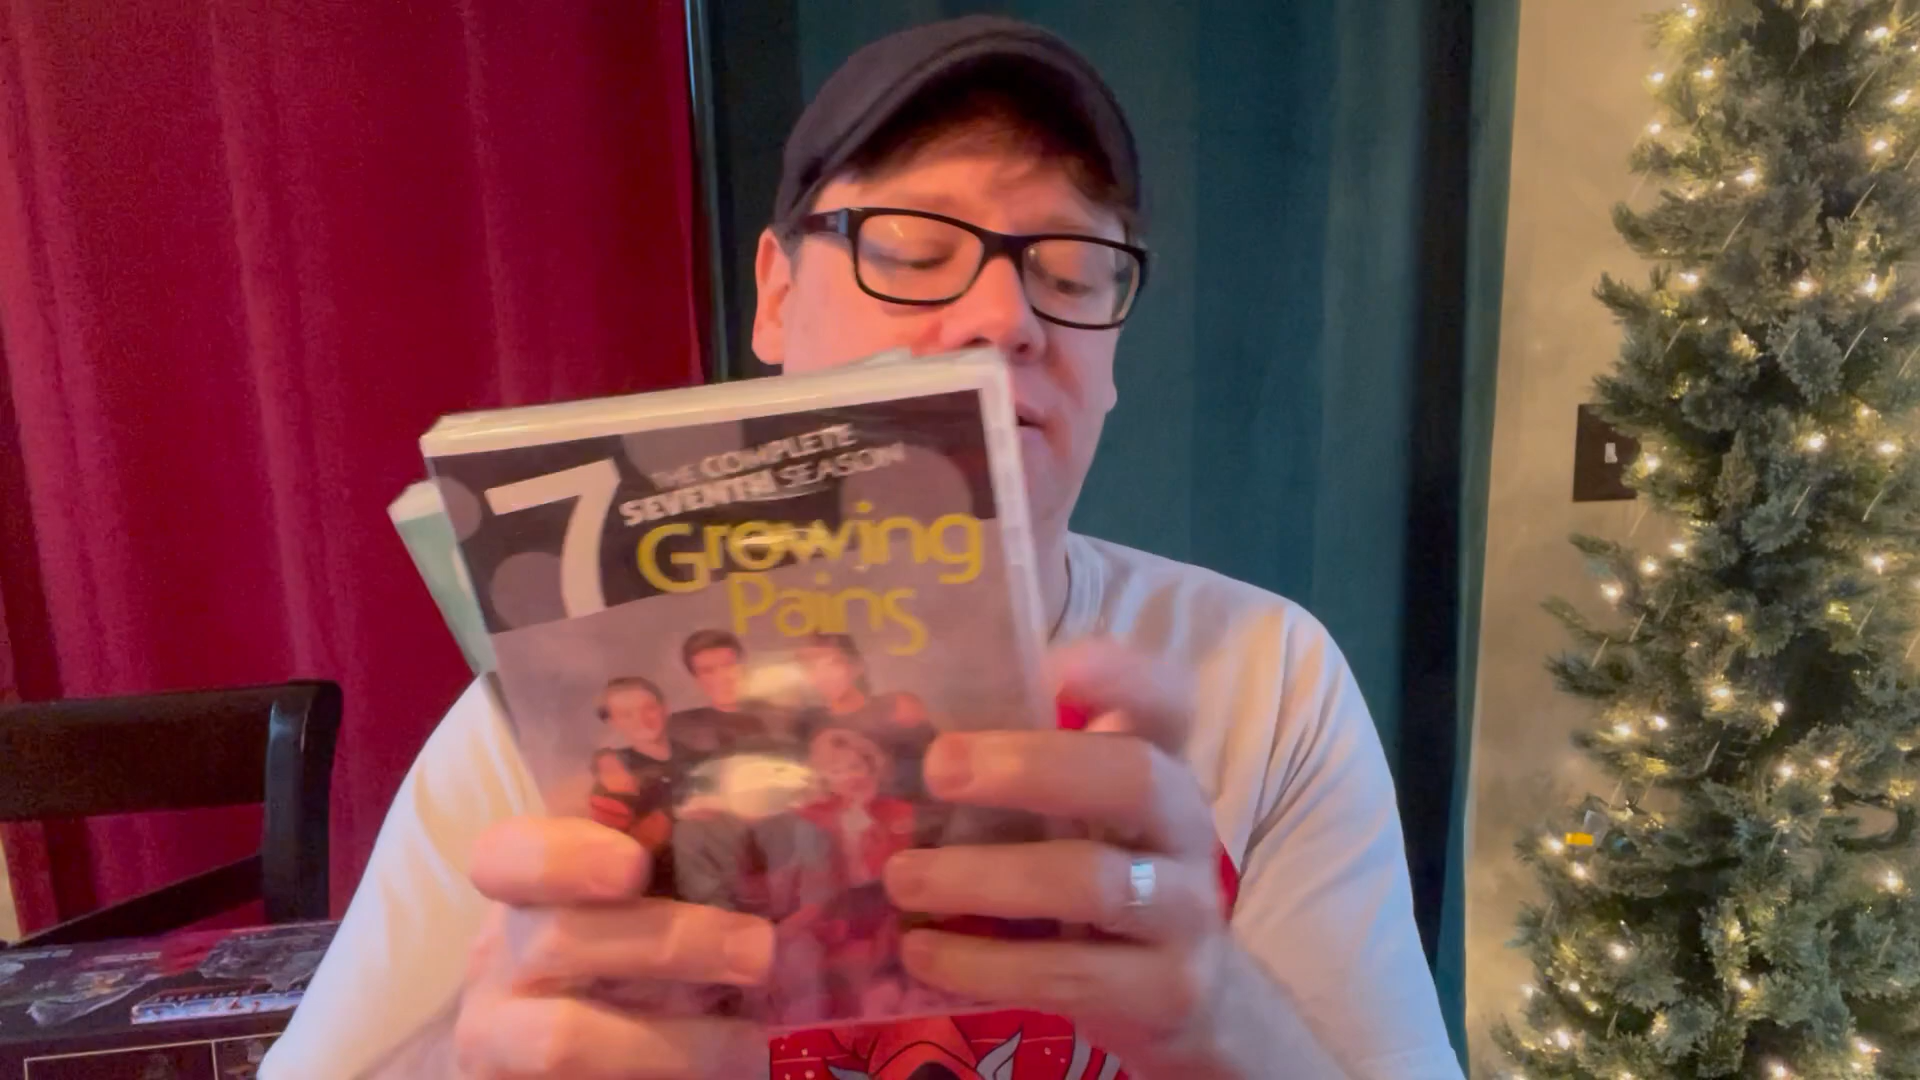 7
THE COMPLETE
SEVENTH SEASON
Growing
Pains